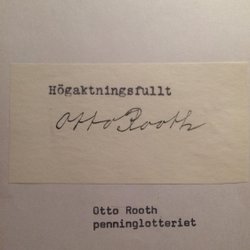 Högaktningsfullt
Otto Rooth
Otto Rooth
penninglotteriet